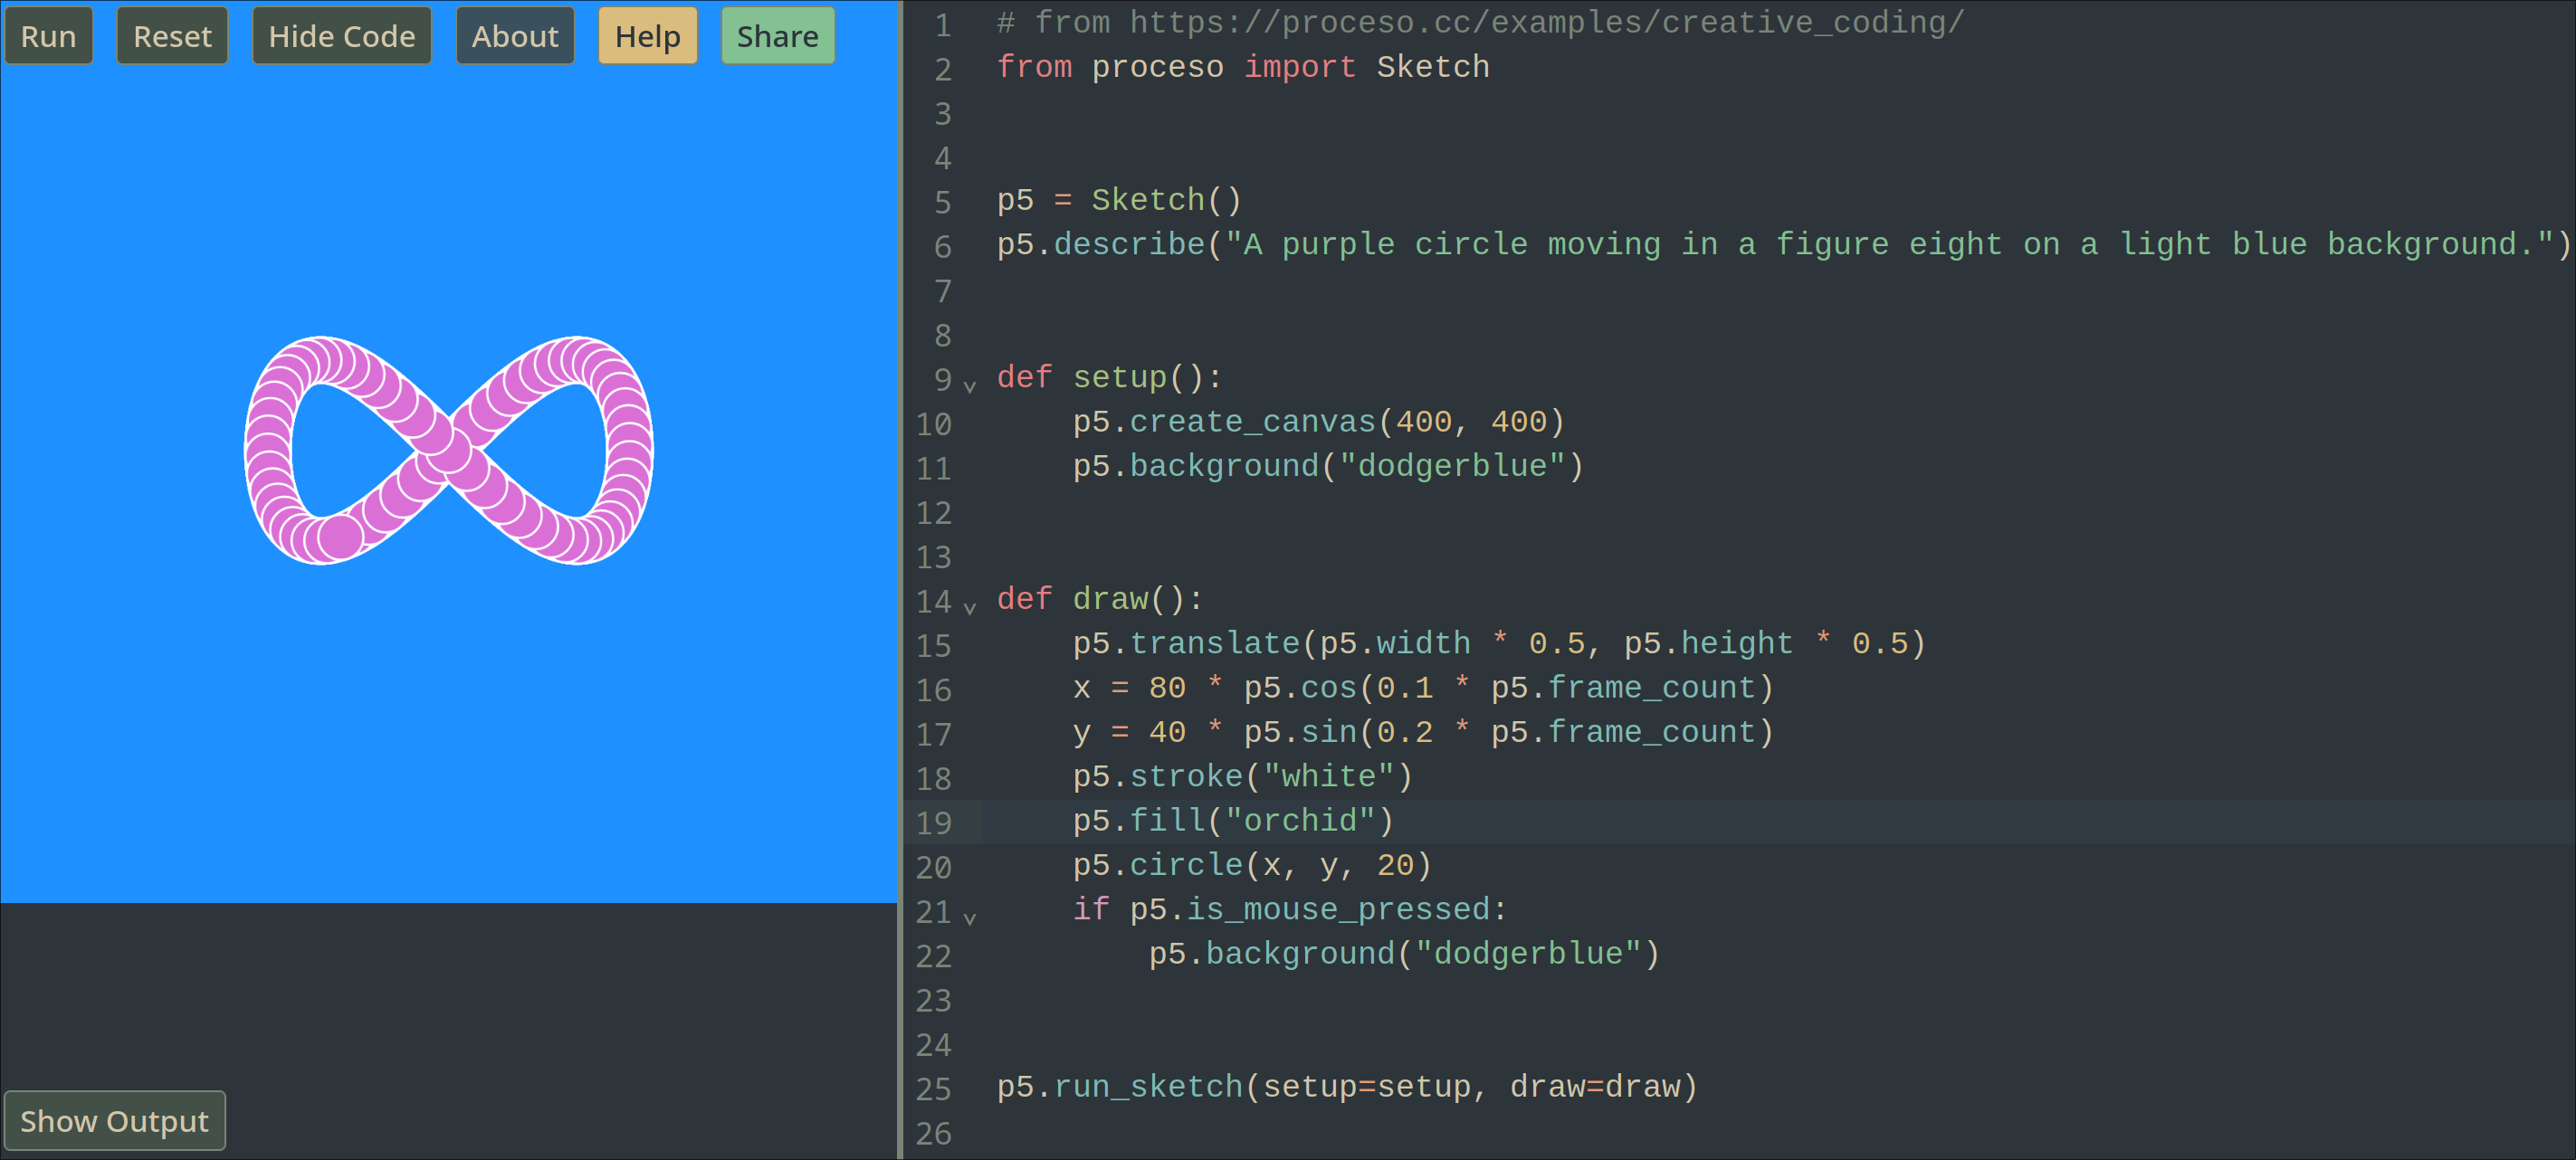 Run Reset Hide Code About Help Share
Show Output
1 # from https://proceso.cc/examples/creative_coding/
2 from proceso import Sketch
3
4
5 p5 = Sketch()
6 p5.describe("A purple circle moving in a figure eight on a light blue background.")
7
8
9 def setup():
10     p5.create_canvas(400, 400)
11     p5.background("dodgerblue")
12
13
14 def draw():
15     p5.translate(p5.width * 0.5, p5.height * 0.5)
16     x = 80 * p5.cos(0.1 * p5.frame_count)
17     y = 40 * p5.sin(0.2 * p5.frame_count)
18     p5.stroke("white")
19     p5.fill("orchid")
20     p5.circle(x, y, 20)
21     if p5.is_mouse_pressed:
22         p5.background("dodgerblue")
23
24
25 p5.run_sketch(setup=setup, draw=draw)
26